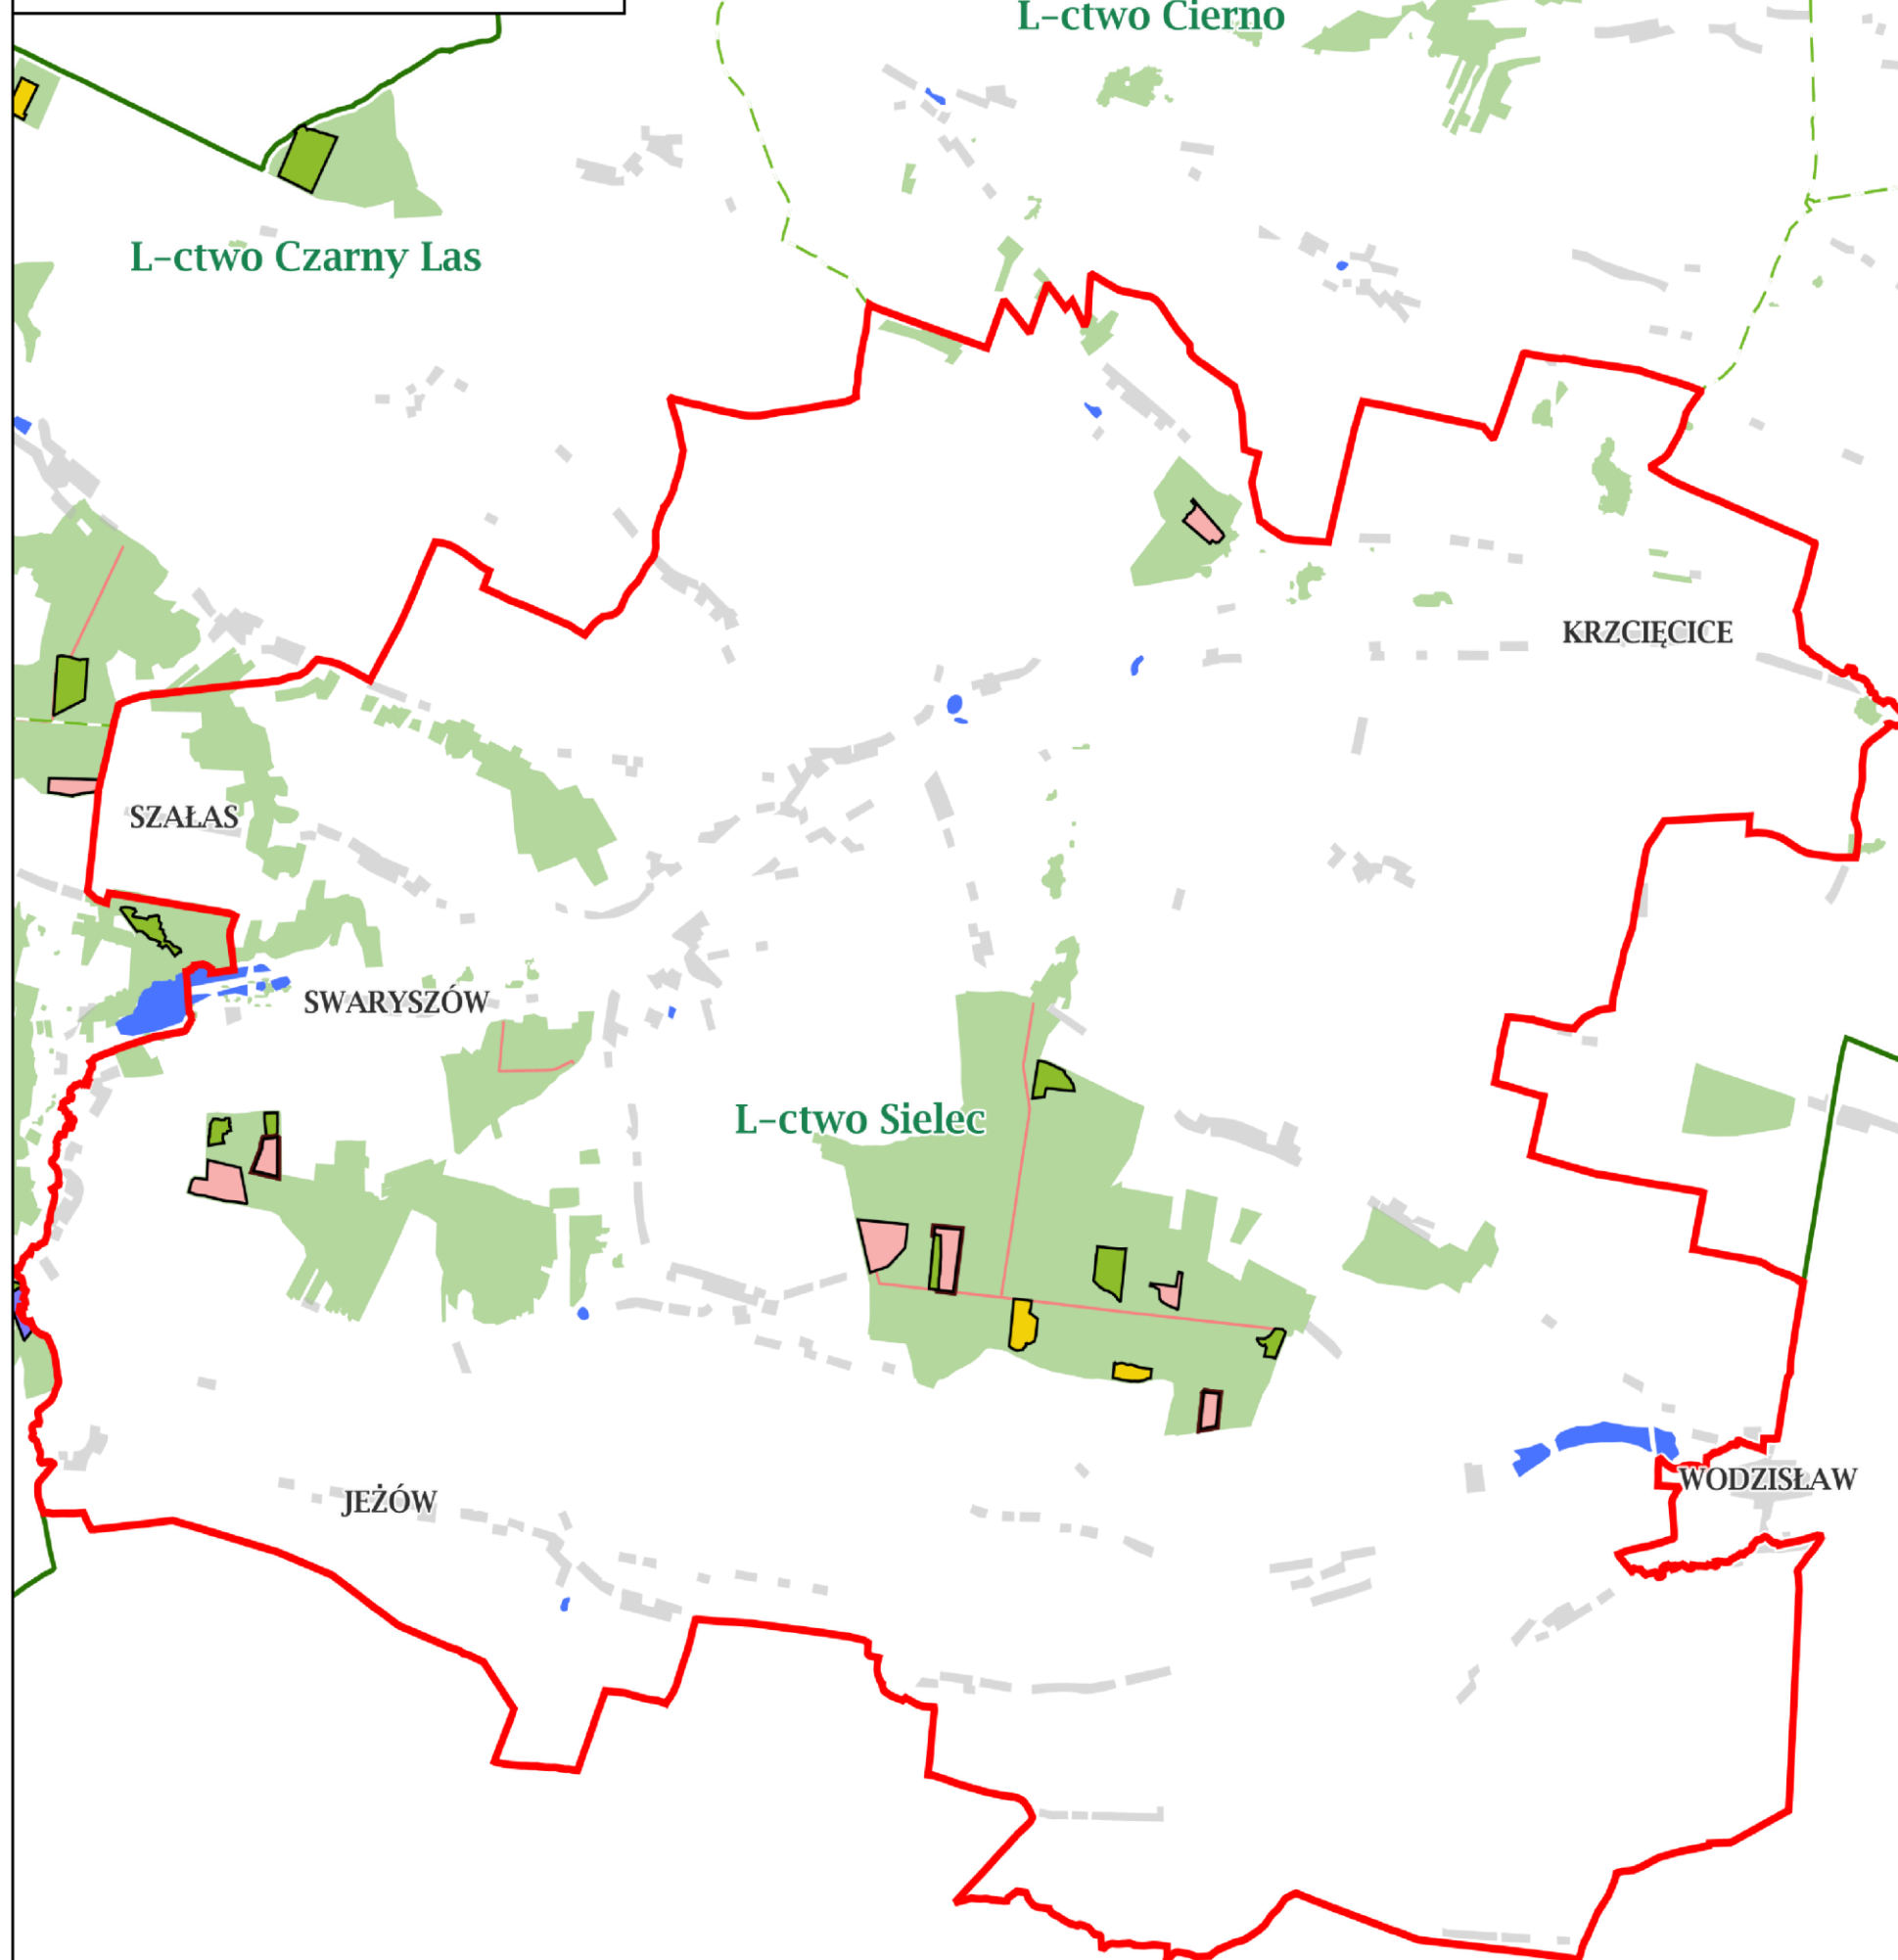 L-ctwo Cierno
L-ctwo Czarny Las
KRZCIĘCICE
SZAŁAS
SWARYSZÓW
L-ctwo Sielec
WODZISŁAW
JEŻÓW